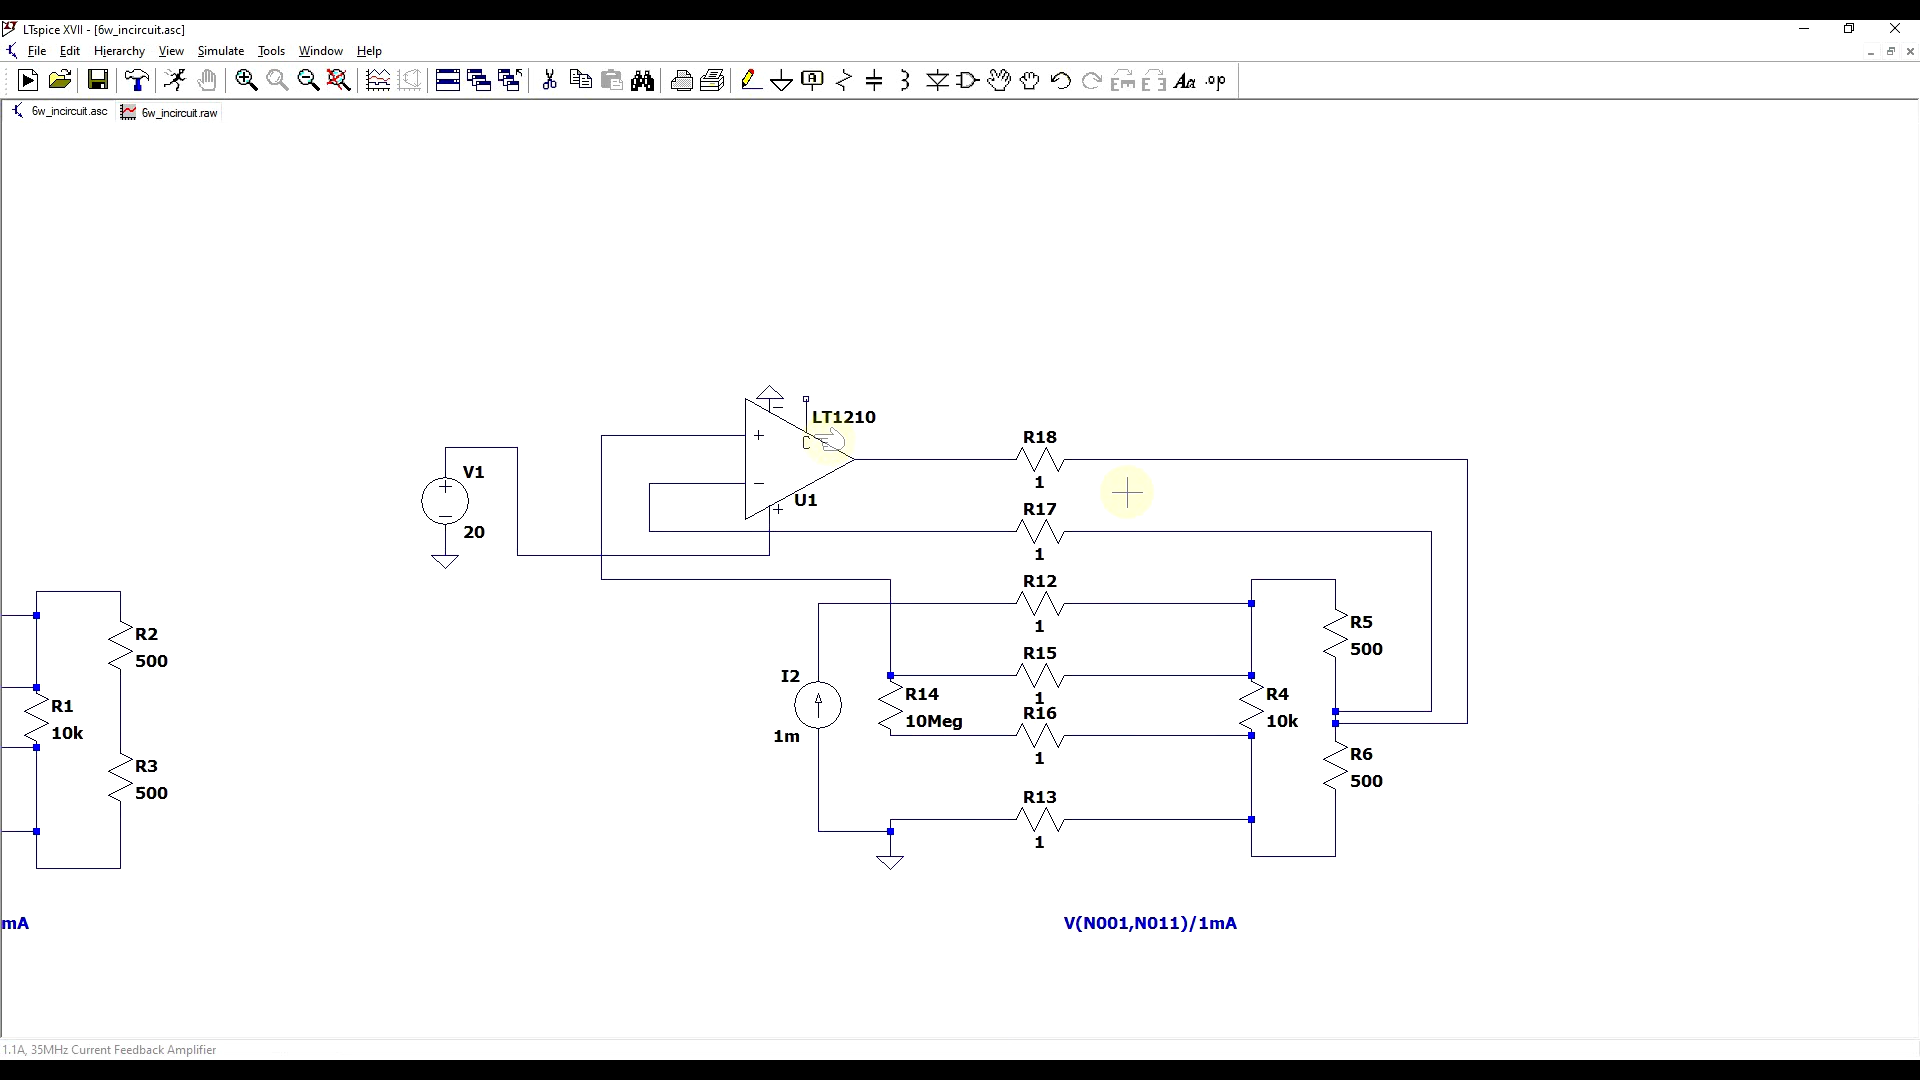 LTspice XVII - [6w_incircuit.asc]
File Edit Hierarchy View Simulate Tools Window Help
Aa .op
6w_incircuit.asc 6w_incircuit.raw
LT1210
R18
1
V1
20
U1
R17
1
R12
1
R2
500
R5
500
R15
1
I2
1m
R14
10Meg
R1
10k
R4
10k
R16
1
R3
500
R6
500
R13
1
mA
V(N001,N011)/1mA
1.1A, 35MHz Current Feedback Amplifier